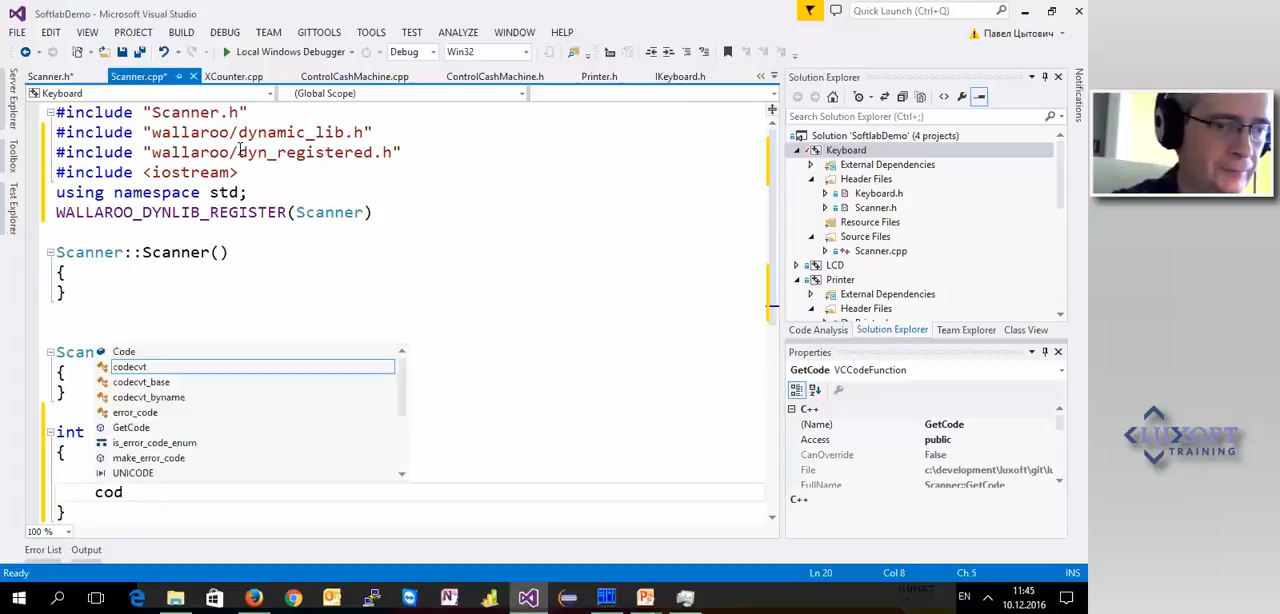 SoftlabDemo - Microsoft Visual Studio
Quick Launch (Ctrl+Q)
FILE EDIT VIEW PROJECT BUILD DEBUG TEAM GITTOOLS TOOLS TEST ANALYZE WINDOW HELP
Павел Цытович
Local Windows Debugger Debug Win32
Server Explorer
Toolbox
Test Explorer
Scanner.h* Scanner.cpp* XCounter.cpp ControlCashMachine.cpp ControlCashMachine.h Printer.h IKeyboard.h
Keyboard (Global Scope)
#include "Scanner.h"
#include "wallaroo/dynamic_lib.h"
#include "wallaroo/dyn_registered.h"
#include <iostream>
using namespace std;
WALLAROO_DYNLIB_REGISTER(Scanner)
Scanner::Scanner()
{
}
Scan
{
}
int
{
cod
}
Code
codecvt
codecvt_base
codecvt_byname
error_code
GetCode
is_error_code_enum
make_error_code
UNICODE
100 %
Error List Output
Solution Explorer
Search Solution Explorer (Ctrl+;)
Solution 'SoftlabDemo' (4 projects)
Keyboard
External Dependencies
Header Files
Keyboard.h
Scanner.h
Resource Files
Source Files
Scanner.cpp
LCD
Printer
External Dependencies
Header Files
Code Analysis Solution Explorer Team Explorer Class View
Properties
GetCode VCCodeFunction
C++
(Name) GetCode
Access public
CanOverride False
File c:\development\luxoft\git\l
FullName Scanner::GetCode
C++
Notifications
Ready Ln 20 Col 8 Ch 5 INS
EN 11:45
10.12.2016
LUXOFT
TRAINING